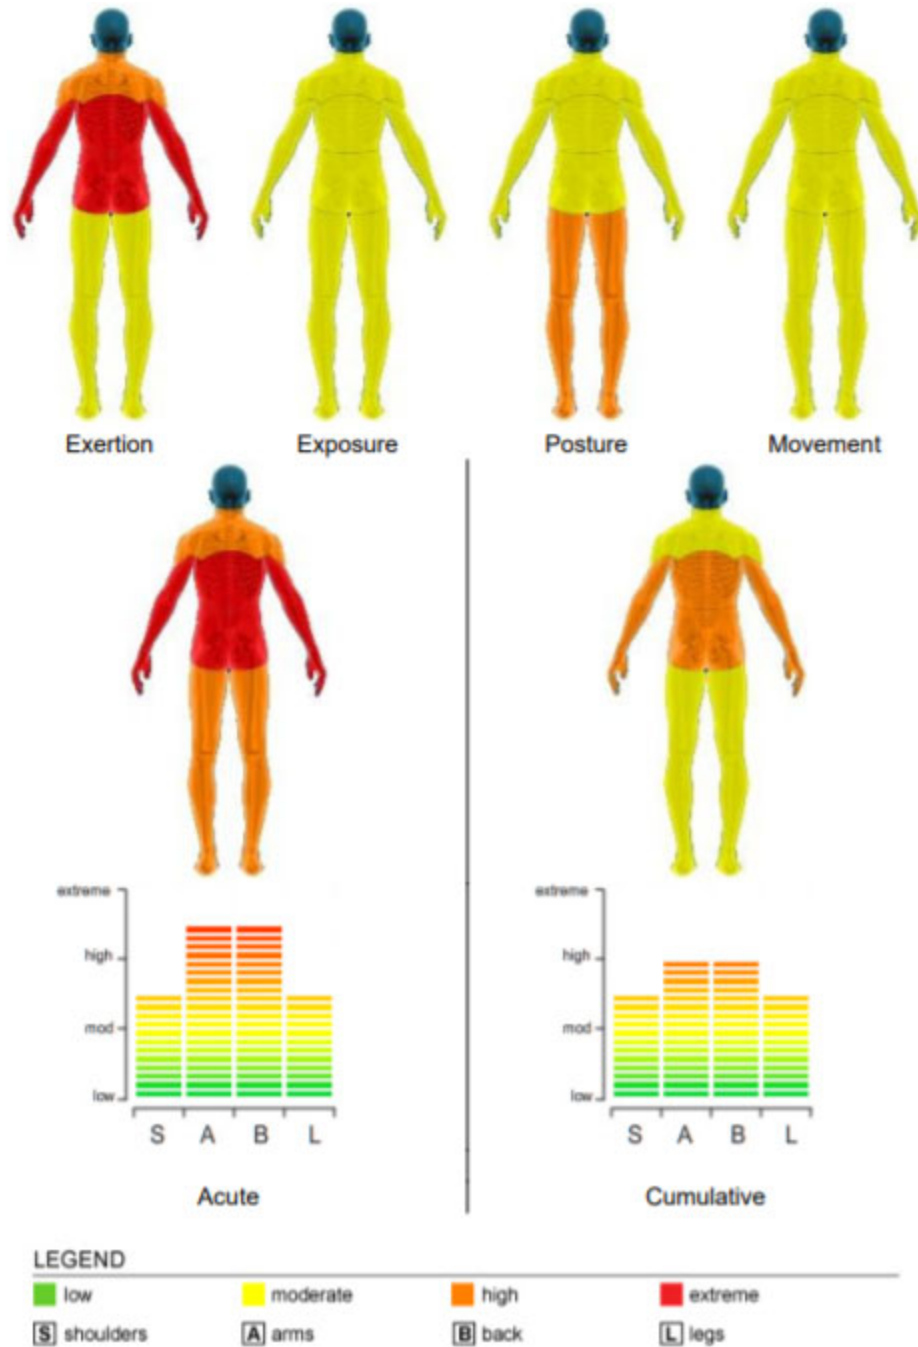 Exertion Exposure Posture Movement
extreme extreme
high high
mod mod
low low
S A B L S A B L
Acute Cumulative
LEGEND
low moderate high extreme
S shoulders A arms B back L legs